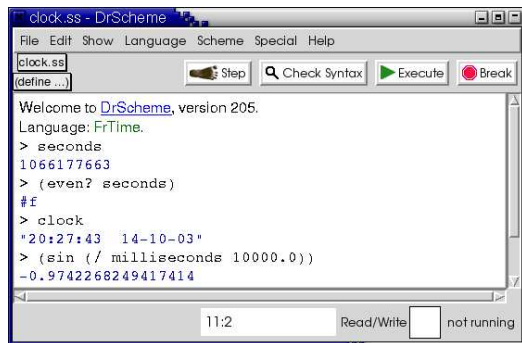 clock.ss - DrScheme
File Edit Show Language Scheme Special Help
clock.ss
(define ...)
Step
Check Syntax
Execute
Break
Welcome to DrScheme, version 205.
Language: FrTime.
> seconds
1066177663
> (even? seconds)
#f
> clock
"20:27:43 14-10-03"
> (sin (/ milliseconds 10000.0))
-0.9742268249417414
11:2
Read/Write
not running